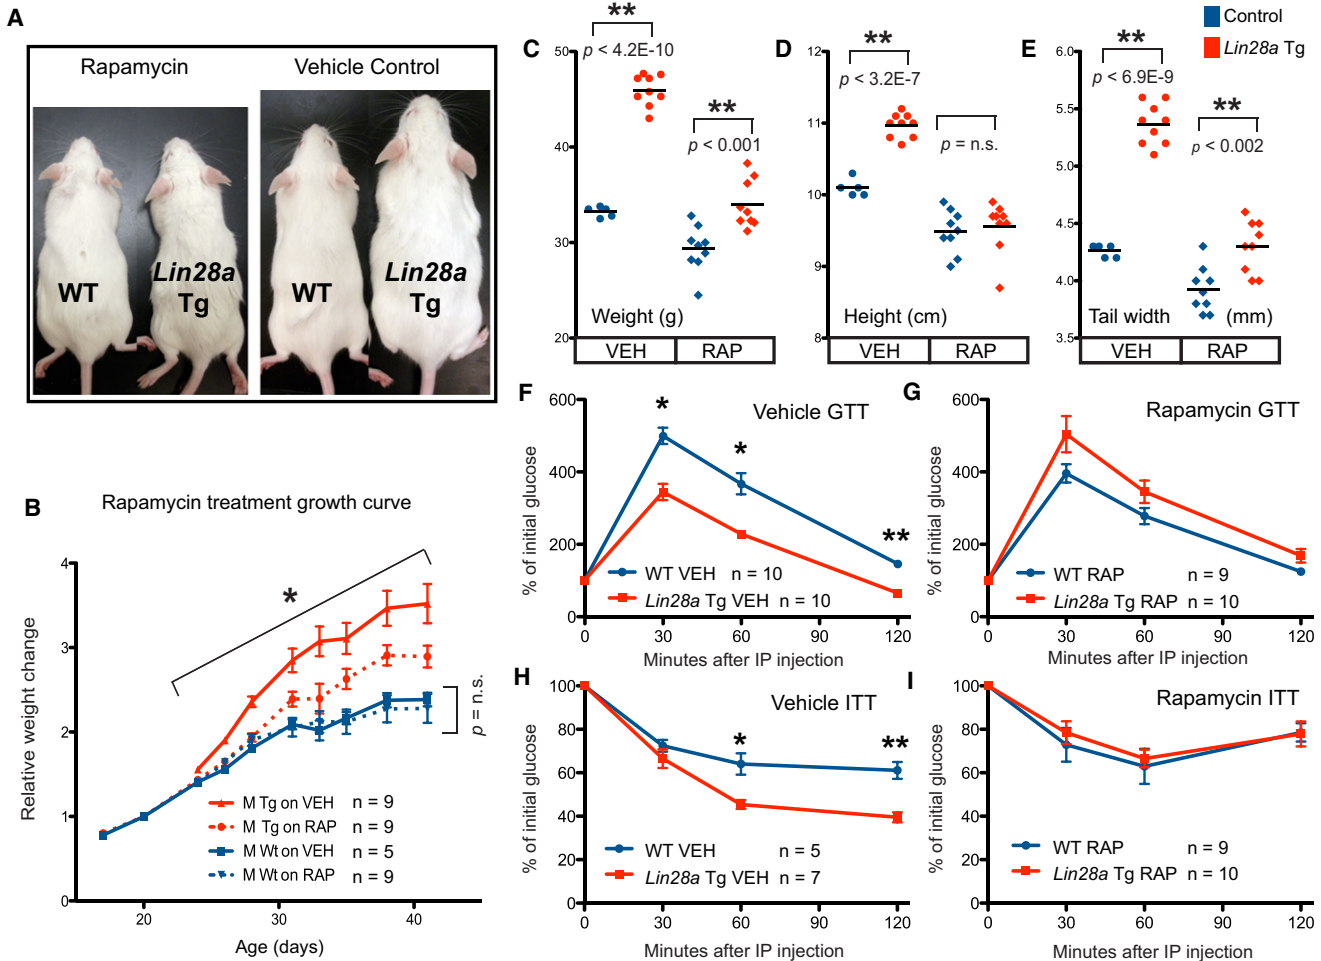 A
Rapamycin
Vehicle Control
WT
Lin28a
Tg
WT
Lin28a
Tg
B
Rapamycin treatment growth curve
*
Relative weight change
4
3
2
1
0
p = n.s.
M Tg on VEH n = 9
M Tg on RAP n = 9
M Wt on VEH n = 5
M Wt on RAP n = 9
20
30
40
Age (days)
Control
Lin28a Tg
C
**
p < 4.2E-10
**
p < 0.001
50
40
30
20
Weight (g)
VEH
RAP
D
**
p < 3.2E-7
p = n.s.
12
11
10
9
8
Height (cm)
VEH
RAP
E
**
p < 6.9E-9
**
p < 0.002
6.0
5.5
5.0
4.5
4.0
3.5
Tail width (mm)
VEH
RAP
F
Vehicle GTT
*
*
**
% of initial glucose
600
400
200
0
WT VEH n = 10
Lin28a Tg VEH n = 10
0
30
60
90
120
Minutes after IP injection
G
Rapamycin GTT
% of initial glucose
600
400
200
0
WT RAP n = 9
Lin28a Tg RAP n = 10
0
30
60
90
120
Minutes after IP injection
H
Vehicle ITT
*
**
% of initial glucose
100
80
60
40
20
0
WT VEH n = 5
Lin28a Tg VEH n = 7
0
30
60
90
120
Minutes after IP injection
I
Rapamycin ITT
% of initial glucose
100
80
60
40
20
0
WT RAP n = 9
Lin28a Tg RAP n = 10
0
30
60
90
120
Minutes after IP injection